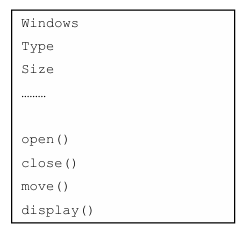 Windows
Type
Size
………
open()
close()
move()
display()